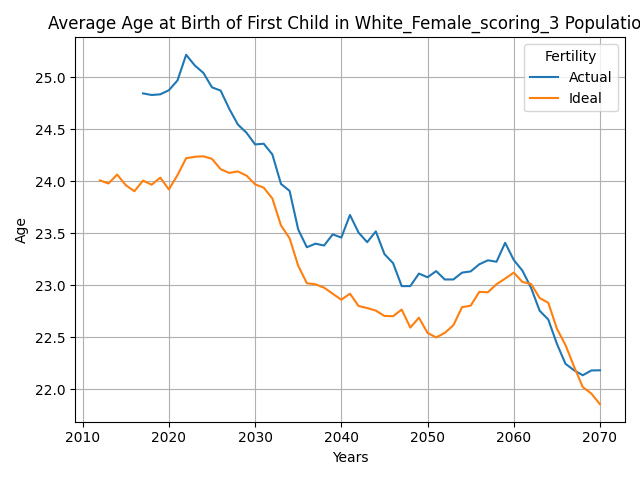 Average Age at Birth of First Child in White_Female_scoring_3 Populatio
Fertility
Actual
Ideal
25.0
24.5
24.0
23.5
23.0
22.5
22.0
Age
2010 2020 2030 2040 2050 2060 2070
Years